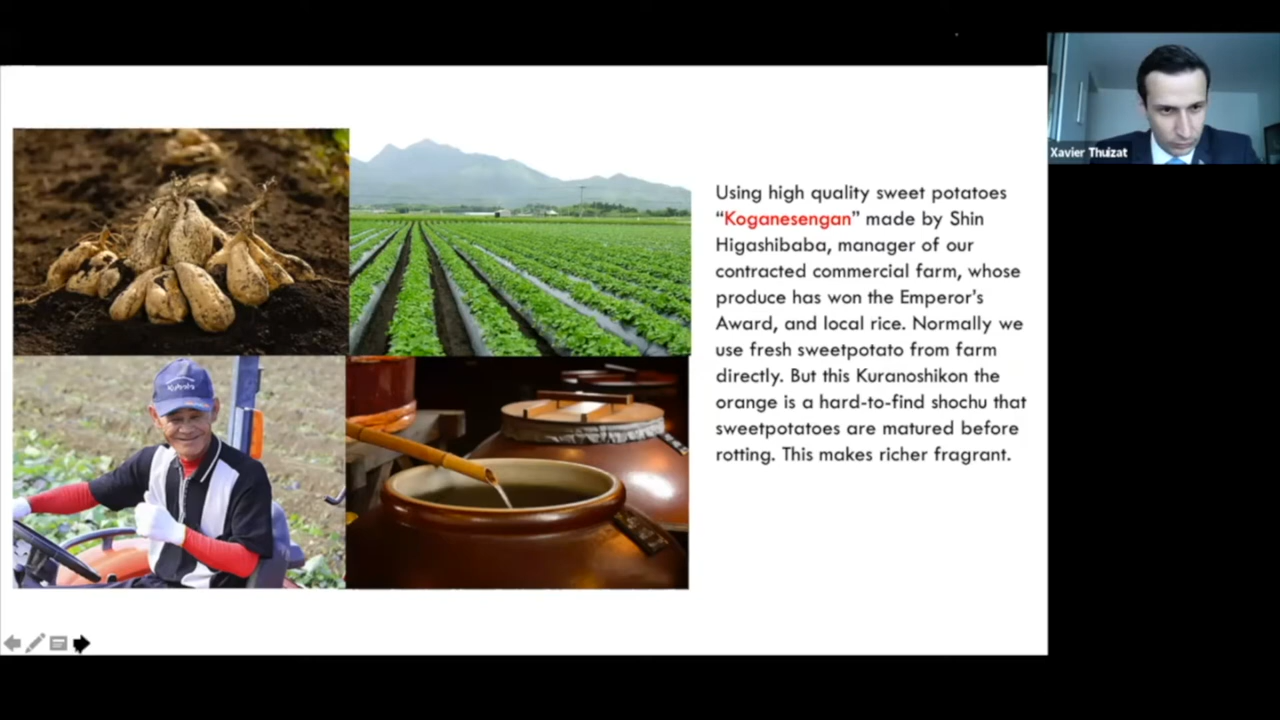 Xavier Thuizat
Using high quality sweet potatoes
“Koganesengan” made by Shin
Higashibaba, manager of our
contracted commercial farm, whose
produce has won the Emperor’s
Award, and local rice. Normally we
use fresh sweetpotato from farm
directly. But this Kuranoshikon the
orange is a hard-to-find shochu that
sweetpotatoes are matured before
rotting. This makes richer fragrant.
Kubota